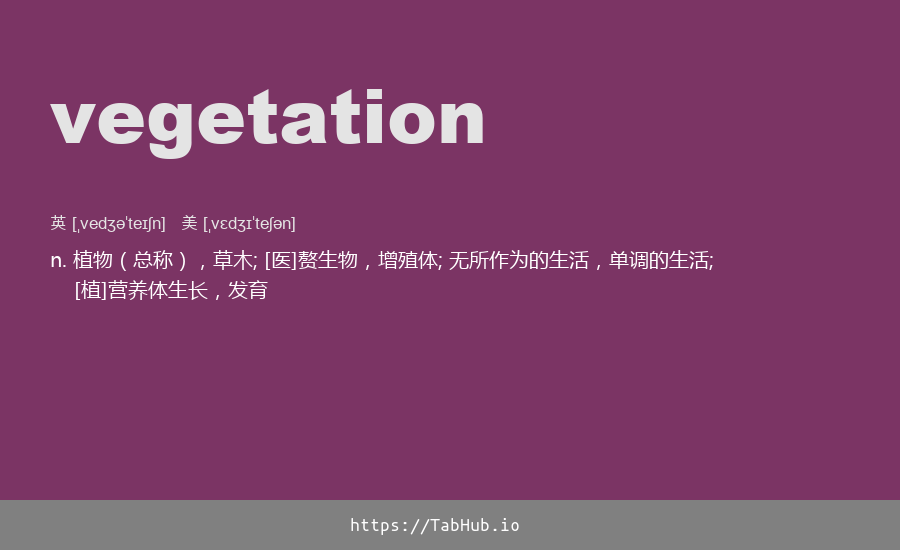 vegetation
英 [ˌvedʒəˈteɪʃn] 美 [ˌvɛdʒɪˈteʃən]
n. 植物（总称），草木; [医]赘生物，增殖体; 无所作为的生活，单调的生活;
[植]营养体生长，发育
https://TabHub.io